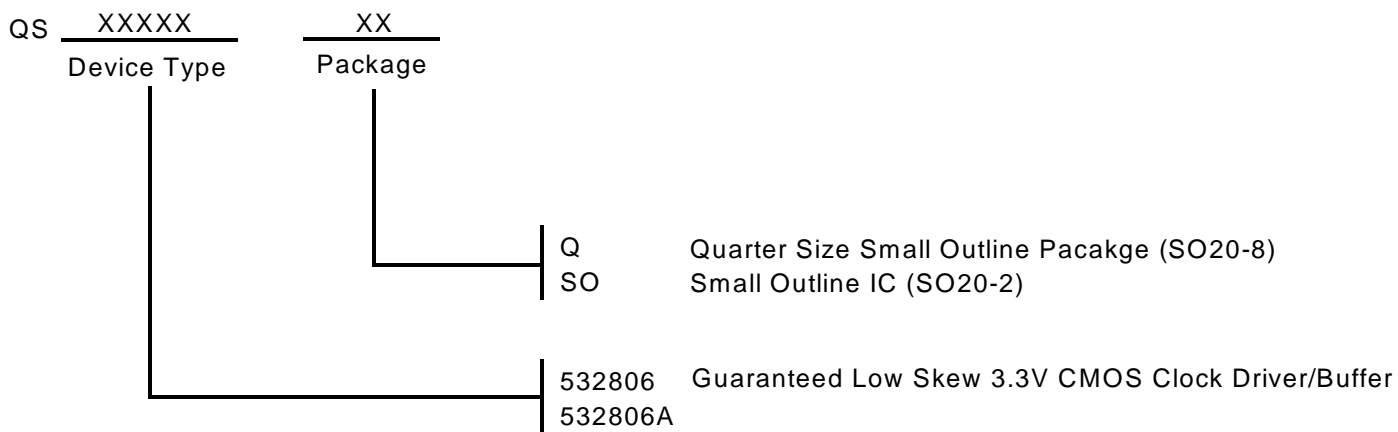 QS XXXXX XX
Device Type Package
Q Quarter Size Small Outline Pacakge (SO20-8)
SO Small Outline IC (SO20-2)
532806 Guaranteed Low Skew 3.3V CMOS Clock Driver/Buffer
532806A